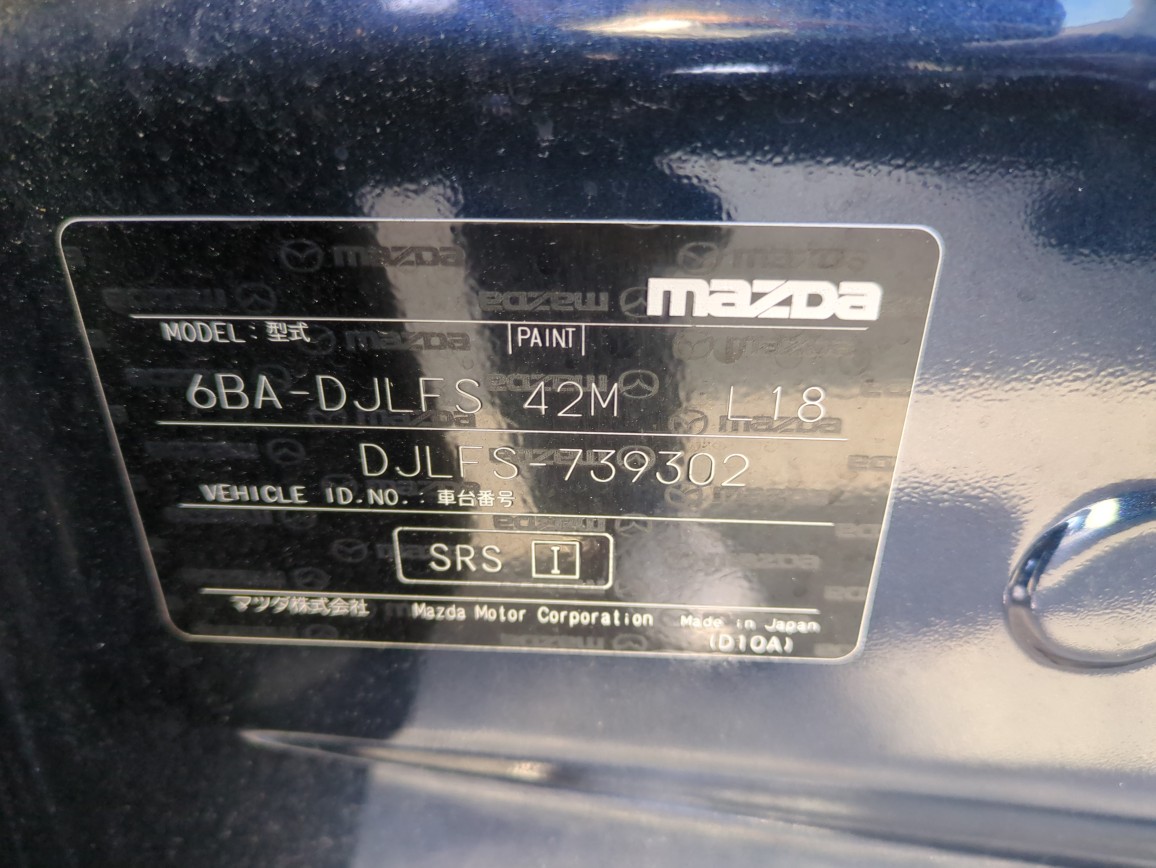 mazda
MODEL: 型式 PAINT
6BA-DJLFS 42M L18
DJLFS-739302
VEHICLE ID.NO.: 車台番号
SRS I
マツダ株式会社 Mazda Motor Corporation Made in Japan
(D10A)